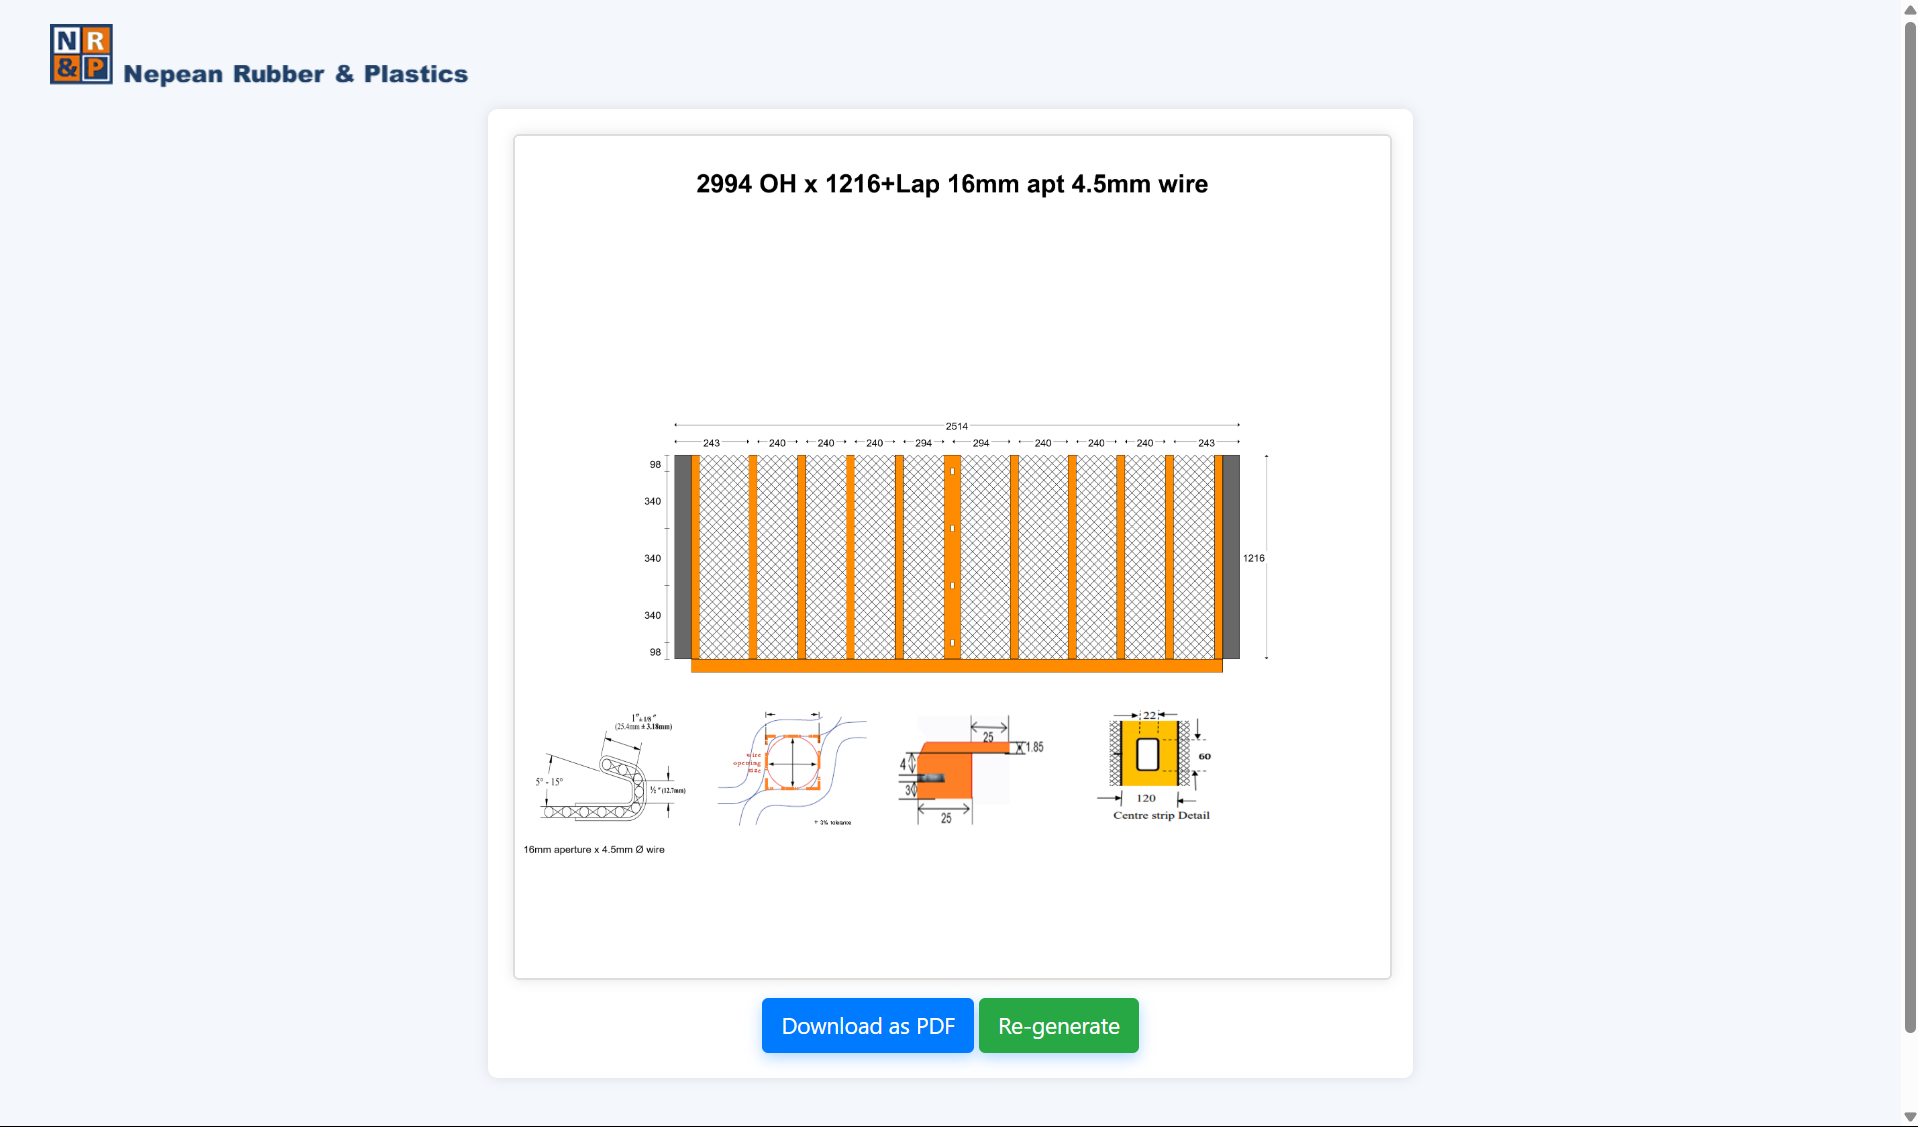 N R
& P
Nepean Rubber & Plastics
2994 OH x 1216+Lap 16mm apt 4.5mm wire
2514
243 240 240 240 294 294 240 240 240 243
98
340
340
1216
340
98
1"± 1/8"
(25.4mm ± 3.18mm)
5° - 15°
½ " (12.7mm)
16mm aperture x 4.5mm Ø wire
wire
opening
size
+ 3% tolerance
25
1.85
4
3
25
22
60
120
Centre strip Detail
Download as PDF
Re-generate